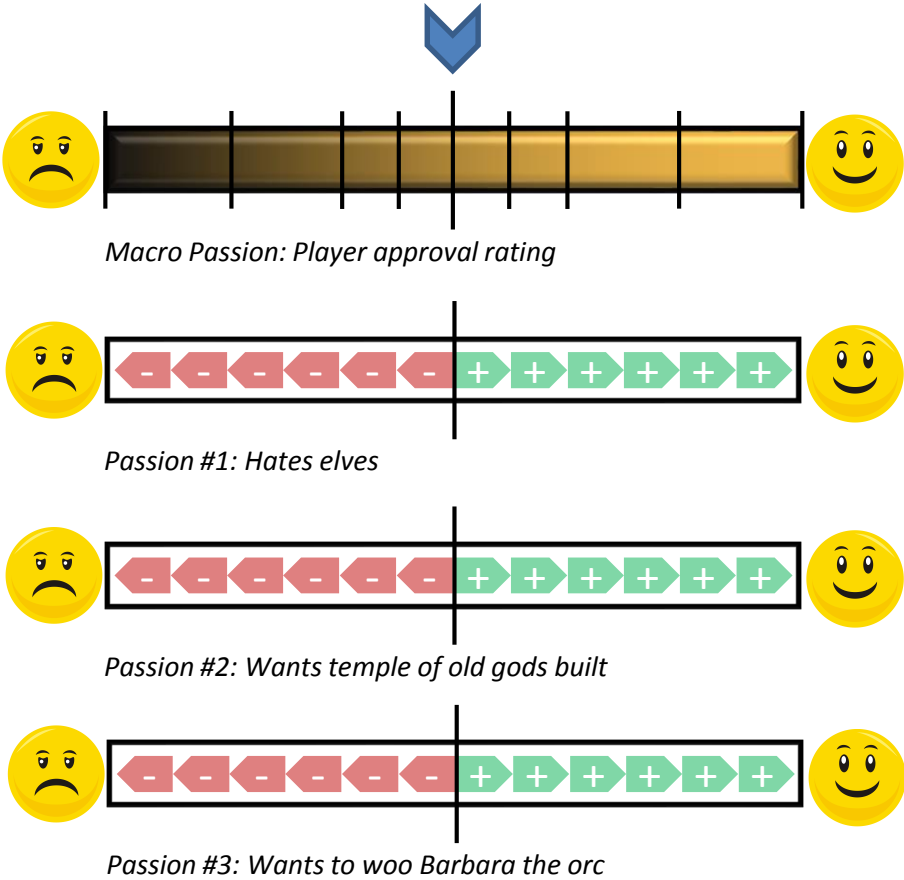 Macro Passion: Player approval rating
- - - - - - + + + + + +
Passion #1: Hates elves
- - - - - - + + + + + +
Passion #2: Wants temple of old gods built
- - - - - - + + + + + +
Passion #3: Wants to woo Barbara the orc